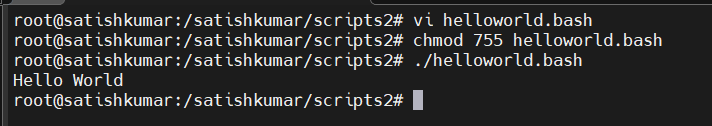 root@satishkumar:/satishkumar/scripts2# vi helloworld.bash
root@satishkumar:/satishkumar/scripts2# chmod 755 helloworld.bash
root@satishkumar:/satishkumar/scripts2# ./helloworld.bash
Hello World
root@satishkumar:/satishkumar/scripts2#